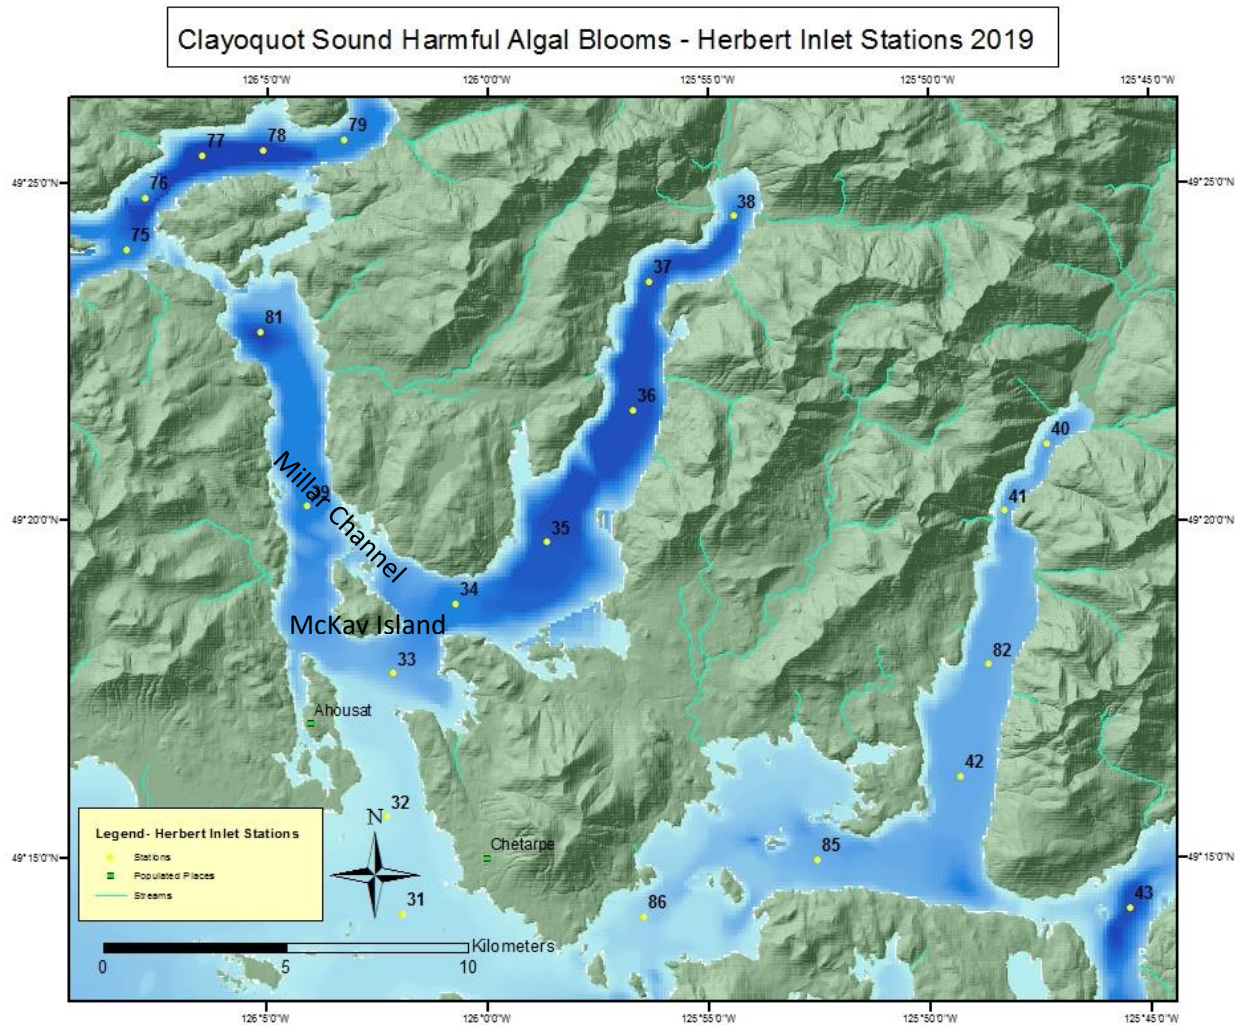 Clayoquot Sound Harmful Algal Blooms - Herbert Inlet Stations 2019
126°5'0"W 126°0'0"W 125°55'0"W 125°50'0"W 125°45'0"W
79
78
77
49°25'0"N 49°25'0"N
76
38
75
37
81
36
40
41
Millar Channel
39
49°20'0"N 49°20'0"N
35
34
McKay Island
33
82
Ahousat
42
32
N
Legend- Herbert Inlet Stations
Stations
Populated Places
Streams
Chetarpe
85
49°15'0"N 49°15'0"N
86
31
43
Kilometers
0 5 10
126°5'0"W 126°0'0"W 125°55'0"W 125°50'0"W 125°45'0"W